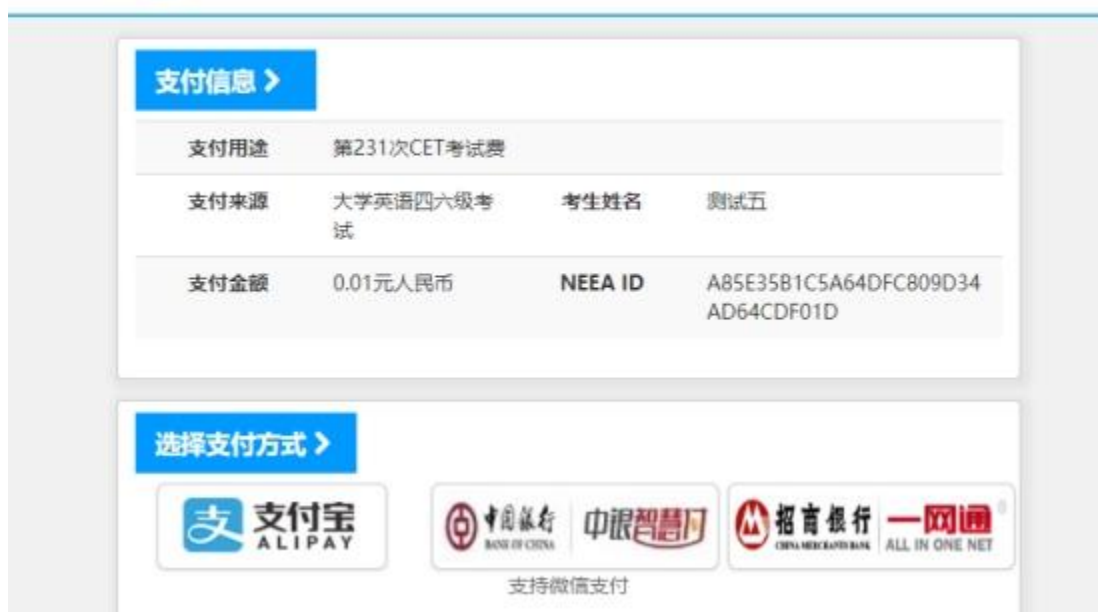 支付信息
支付用途 第231次CET考试费
支付来源 大学英语四六级考试 考生姓名 测试五
支付金额 0.01元人民币 NEEA ID A85E35B1C5A64DFC809D34
AD64CDF01D
选择支付方式
支 支付宝 ALIPAY
中国银行 BANK OF CHINA 中银智慧付
招商银行 CHINA MERCHANTS BANK 一网通 ALL IN ONE NET
支持微信支付